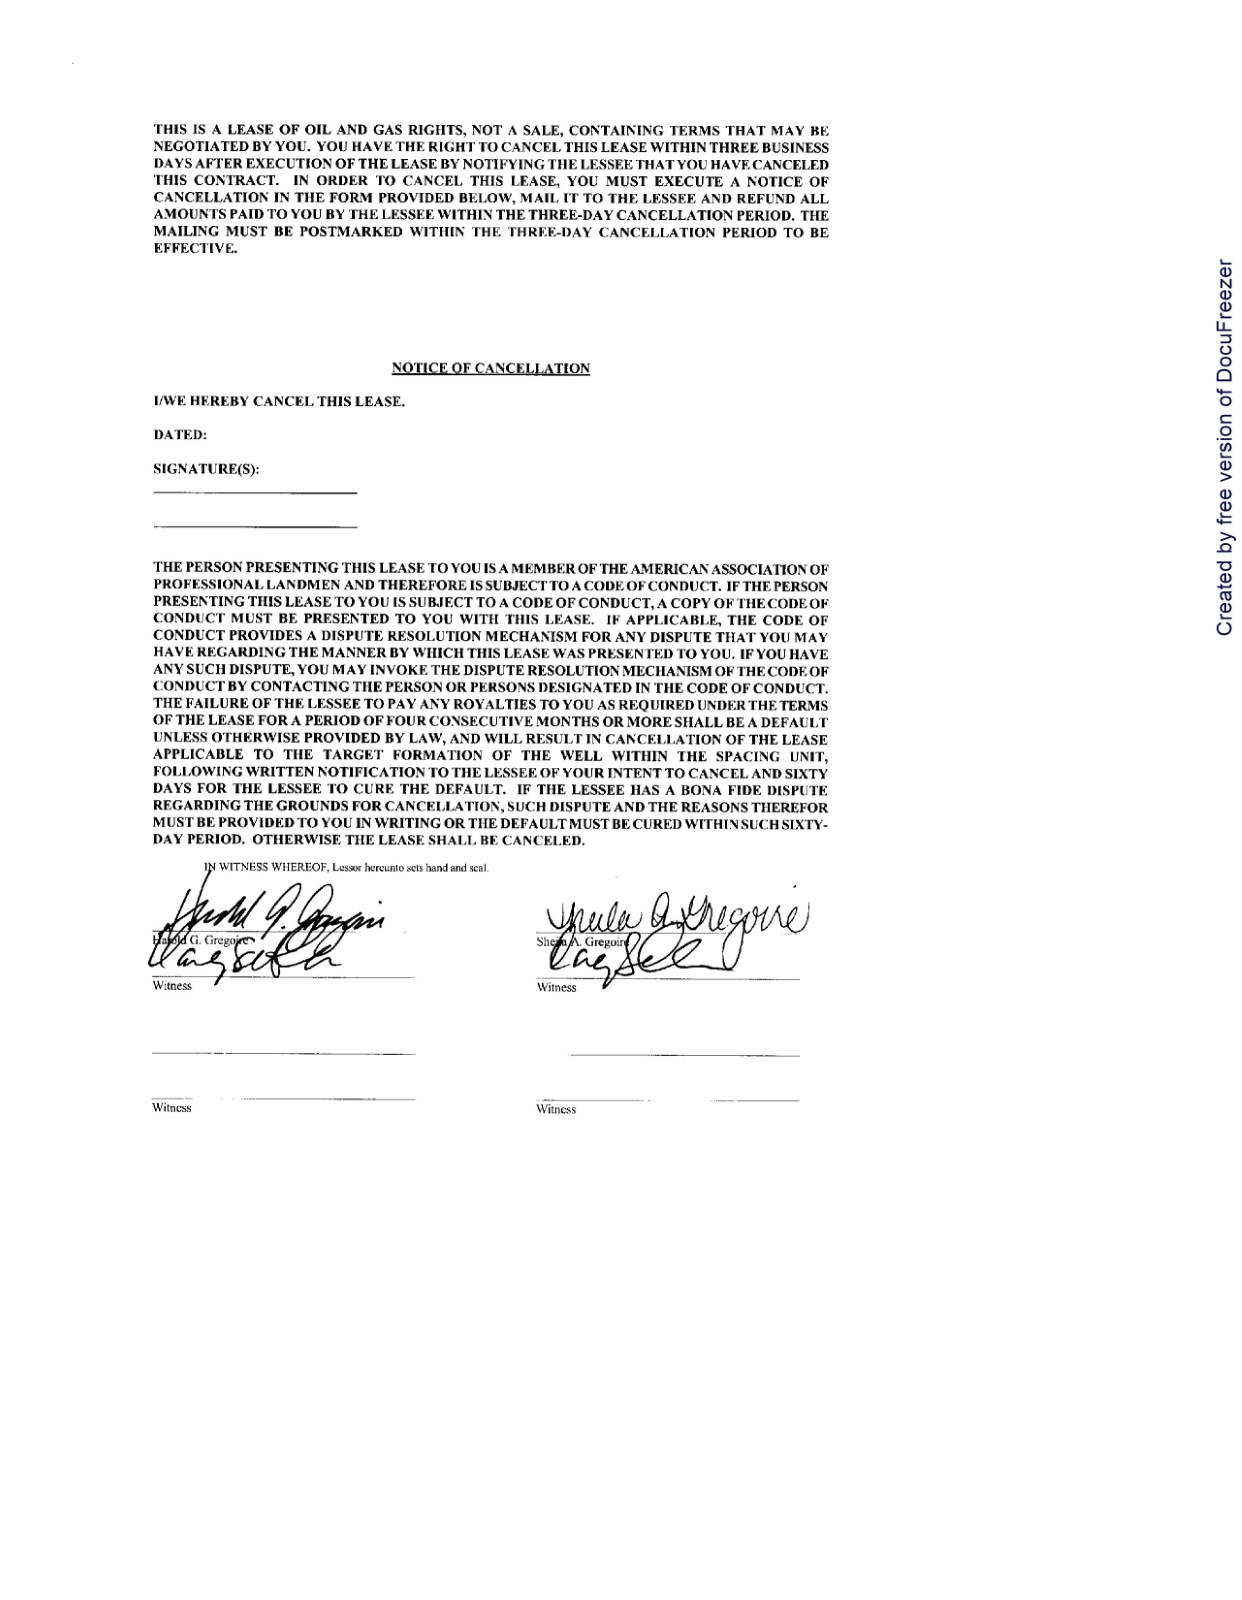 THIS IS A LEASE OF OIL AND GAS RIGHTS, NOT A SALE, CONTAINING TERMS THAT MAY BE
NEGOTIATED BY YOU. YOU HAVE THE RIGHT TO CANCEL THIS LEASE WITHIN THREE BUSINESS
DAYS AFTER EXECUTION OF THE LEASE BY NOTIFYING THE LESSEE THAT YOU HAVE CANCELED
THIS CONTRACT. IN ORDER TO CANCEL THIS LEASE, YOU MUST EXECUTE A NOTICE OF
CANCELLATION IN THE FORM PROVIDED BELOW, MAIL IT TO THE LESSEE AND REFUND ALL
AMOUNTS PAID TO YOU BY THE LESSEE WITHIN THE THREE-DAY CANCELLATION PERIOD. THE
MAILING MUST BE POSTMARKED WITHIN THE THREE-DAY CANCELLATION PERIOD TO BE
EFFECTIVE.
NOTICE OF CANCELLATION
I/WE HEREBY CANCEL THIS LEASE.
DATED:
SIGNATURE(S):
THE PERSON PRESENTING THIS LEASE TO YOU IS A MEMBER OF THE AMERICAN ASSOCIATION OF
PROFESSIONAL LANDMEN AND THEREFORE IS SUBJECT TO A CODE OF CONDUCT. IF THE PERSON
PRESENTING THIS LEASE TO YOU IS SUBJECT TO A CODE OF CONDUCT, A COPY OF THE CODE OF
CONDUCT MUST BE PRESENTED TO YOU WITH THIS LEASE. IF APPLICABLE, THE CODE OF
CONDUCT PROVIDES A DISPUTE RESOLUTION MECHANISM FOR ANY DISPUTE THAT YOU MAY
HAVE REGARDING THE MANNER BY WHICH THIS LEASE WAS PRESENTED TO YOU. IF YOU HAVE
ANY SUCH DISPUTE, YOU MAY INVOKE THE DISPUTE RESOLUTION MECHANISM OF THE CODE OF
CONDUCT BY CONTACTING THE PERSON OR PERSONS DESIGNATED IN THE CODE OF CONDUCT.
THE FAILURE OF THE LESSEE TO PAY ANY ROYALTIES TO YOU AS REQUIRED UNDER THE TERMS
OF THE LEASE FOR A PERIOD OF FOUR CONSECUTIVE MONTHS OR MORE SHALL BE A DEFAULT
UNLESS OTHERWISE PROVIDED BY LAW, AND WILL RESULT IN CANCELLATION OF THE LEASE
APPLICABLE TO THE TARGET FORMATION OF THE WELL WITHIN THE SPACING UNIT,
FOLLOWING WRITTEN NOTIFICATION TO THE LESSEE OF YOUR INTENT TO CANCEL AND SIXTY
DAYS FOR THE LESSEE TO CURE THE DEFAULT. IF THE LESSEE HAS A BONA FIDE DISPUTE
REGARDING THE GROUNDS FOR CANCELLATION, SUCH DISPUTE AND THE REASONS THEREFOR
MUST BE PROVIDED TO YOU IN WRITING OR THE DEFAULT MUST BE CURED WITHIN SUCH SIXTY-
DAY PERIOD. OTHERWISE THE LEASE SHALL BE CANCELED.
IN WITNESS WHEREOF, Lessor hereunto sets hand and seal.
Sheila A. Gregoire
Harold G. Gregoire
Sheila A. Gregoire
Witness
Witness
Witness
Witness
Created by free version of DocuFreezer